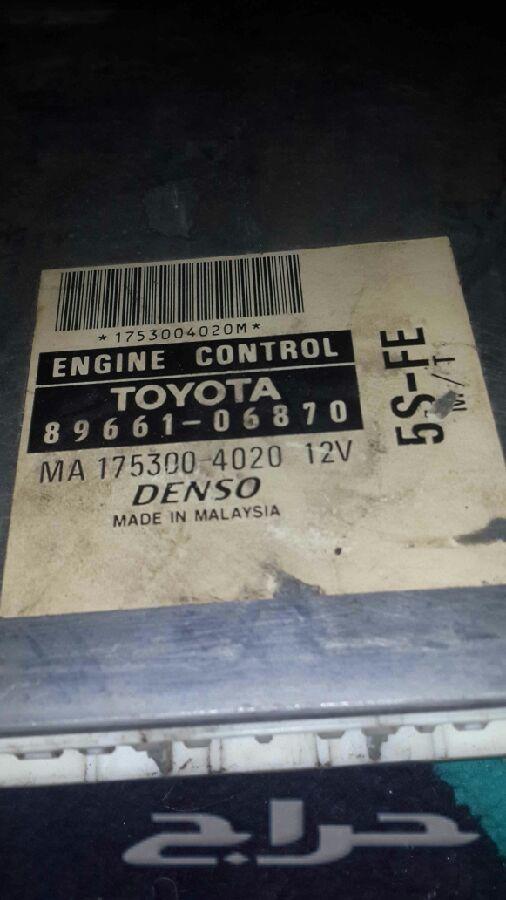 *1753004020M*
ENGINE CONTROL
TOYOTA
89661-06870
MA 175300-4020 12V
DENSO
MADE IN MALAYSIA
5S-FE
M/T
حراج